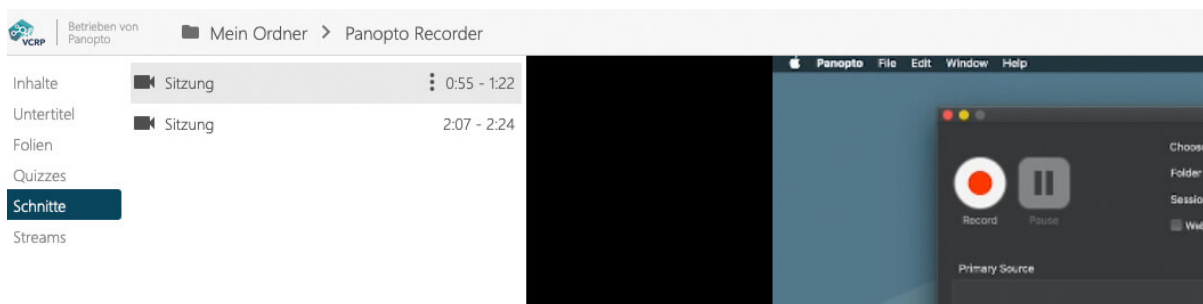 VCRP
Betrieben von
Panopto
Mein Ordner > Panopto Recorder
Inhalte
Untertitel
Folien
Quizzes
Schnitte
Streams
Sitzung 0:55 - 1:22
Sitzung 2:07 - 2:24
Panopto File Edit Window Help
Record Pause
Folder
Primary Source